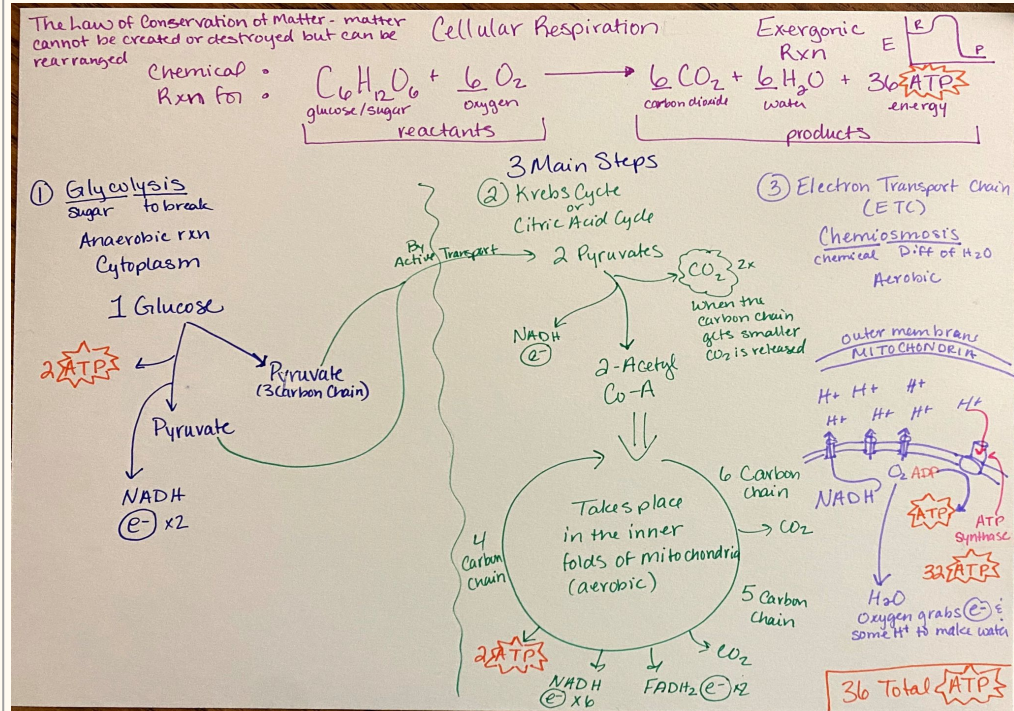 The Law of Conservation of Matter - matter
cannot be created or destroyed but can be
rearranged
Cellular Respiration
Exergonic
Rxn
E
R
P
Chemical
Rxn for :
C6H12O6 + 6 O2 → 6 CO2 + 6 H2O + 36 ATP
glucose/sugar
oxygen
carbon dioxide
water
energy
reactants
products
3 Main Steps
① Glycolysis
sugar to break
Anaerobic rxn
Cytoplasm
1 Glucose
2 ATP
Pyruvate
(3 Carbon Chain)
Pyruvate
NADH
e- x2
By
Active Transport
② Krebs Cycle
or
Citric Acid Cycle
2 Pyruvates
CO2 2x
when the
carbon chain
gets smaller
CO2 is released
NADH
e-
2-Acetyl
Co-A
Takes place
in the inner
folds of mitochondria
(aerobic)
6 Carbon
chain
CO2
5 Carbon
chain
CO2
FADH2 e- x2
NADH
e- x6
2 ATP
4
Carbon
chain
③ Electron Transport Chain
(ETC)
Chemiosmosis
chemical Diff of H2O
Aerobic
outer membrane
MITOCHONDRIA
H+ H+ H+
H+ H+ H+ H+
NADH
O2 ADP
ATP
ATP
synthase
32 ATP
H2O
Oxygen grabs e- &
some H+ to make water
36 Total ATP